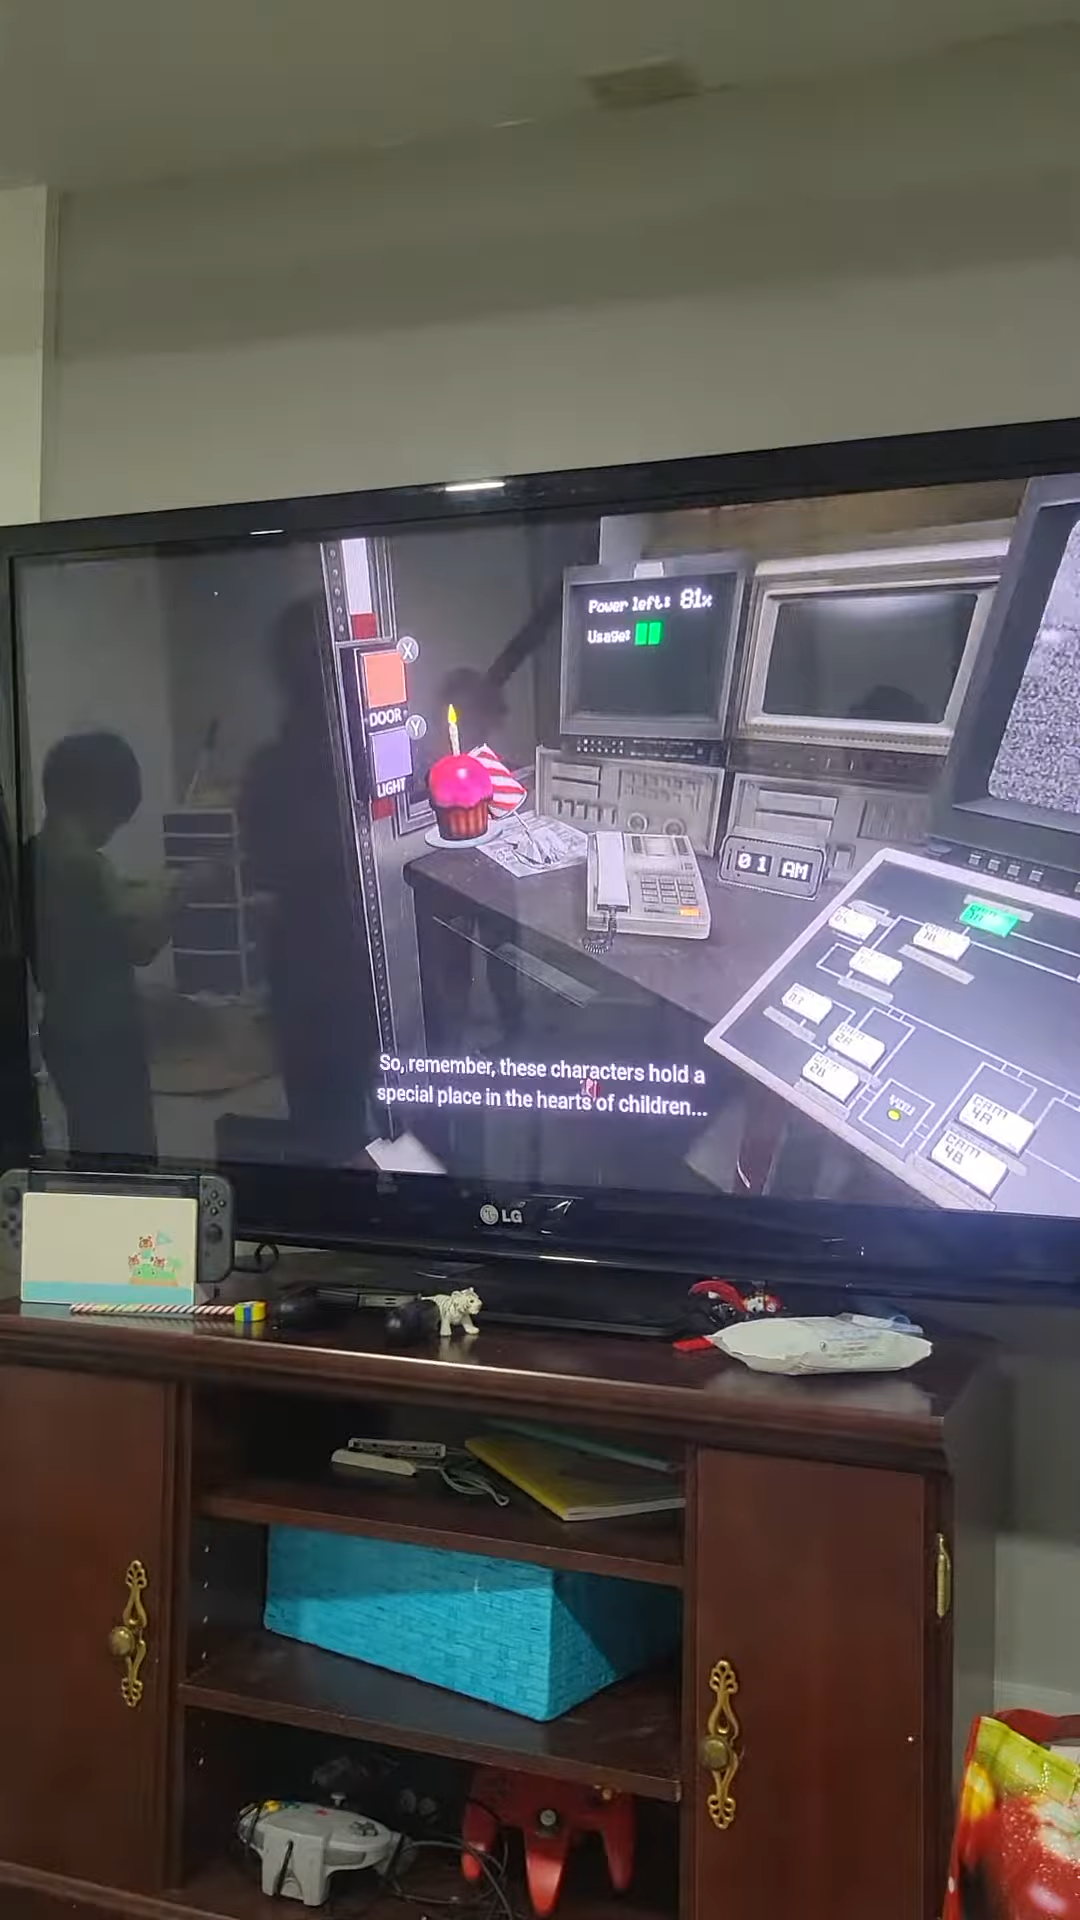 Power left: 81%
Usage:
X
DOOR
Y
LIGHT
01 AM
YOU
CAM
4A
CAM
4B
So, remember, these characters hold a
special place in the hearts of children...
LG